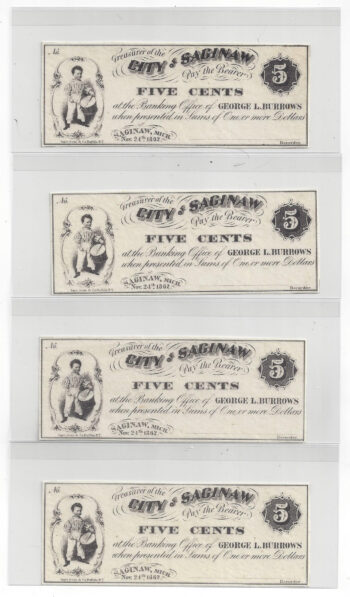 No.
Treasurer of the
CITY of SAGINAW
Pay the Bearer
5
FIVE CENTS
at the Banking Office of GEORGE L. BURROWS
when presented in Sums of One or more Dollars
SAGINAW, MICH.
Nov. 24th 1862.
Recorder.
No.
Treasurer of the
CITY of SAGINAW
Pay the Bearer
5
FIVE CENTS
at the Banking Office of GEORGE L. BURROWS
when presented in Sums of One or more Dollars
SAGINAW, MICH.
Nov. 24th 1862.
Recorder.
No.
Treasurer of the
CITY of SAGINAW
Pay the Bearer
5
FIVE CENTS
at the Banking Office of GEORGE L. BURROWS
when presented in Sums of One or more Dollars
SAGINAW, MICH.
Nov. 24th 1862.
Recorder.
No.
Treasurer of the
CITY of SAGINAW
Pay the Bearer
5
FIVE CENTS
at the Banking Office of GEORGE L. BURROWS
when presented in Sums of One or more Dollars
SAGINAW, MICH.
Nov. 24th 1862.
Recorder.